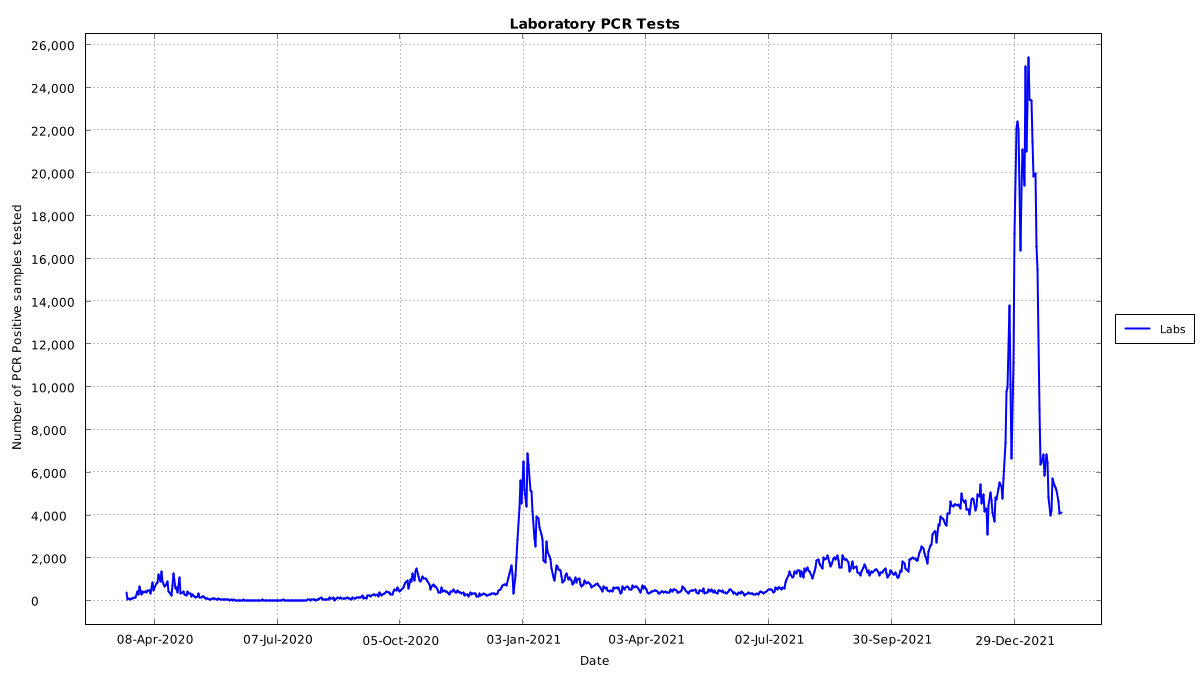 Laboratory PCR Tests
26,000
24,000
22,000
20,000
18,000
16,000
14,000
12,000
10,000
8,000
6,000
4,000
2,000
0
Number of PCR Positive samples tested
Labs
08-Apr-2020 07-Jul-2020 05-Oct-2020 03-Jan-2021 03-Apr-2021 02-Jul-2021 30-Sep-2021 29-Dec-2021
Date